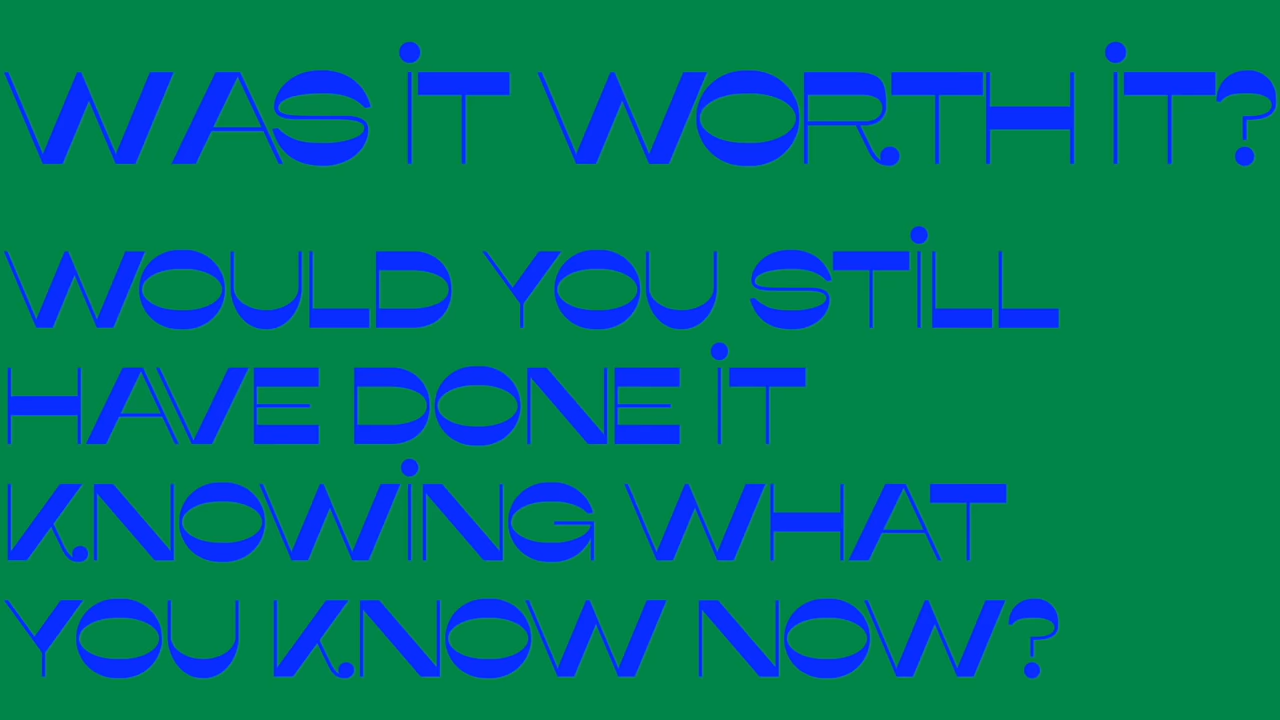 WAS iT WORTH iT?
WOULD YOU STiLL
HAVE DONE iT
KNOWiNG WHAT
YOU KNOW NOW?